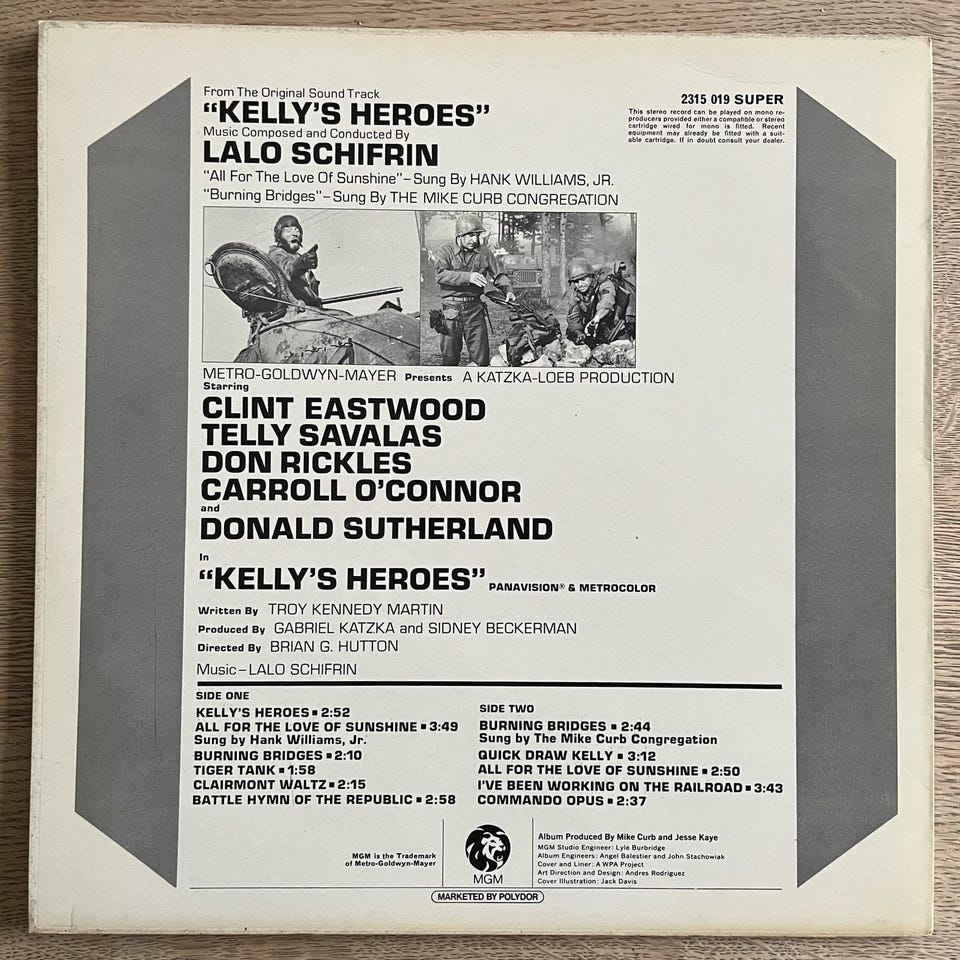 From The Original Sound Track
“KELLY’S HEROES”
Music Composed and Conducted By
LALO SCHIFRIN
“All For The Love Of Sunshine”–Sung By HANK WILLIAMS, JR.
“Burning Bridges”–Sung By THE MIKE CURB CONGREGATION
2315 019 SUPER
This stereo record can be played on mono re-
producers provided either a compatible or stereo
cartridge wired for mono is fitted. Recent
equipment may already be fitted with a suit-
able cartridge. If in doubt consult your dealer.
METRO-GOLDWYN-MAYER Presents A KATZKA-LOEB PRODUCTION
Starring
CLINT EASTWOOD
TELLY SAVALAS
DON RICKLES
CARROLL O’CONNOR
and
DONALD SUTHERLAND
In
“KELLY’S HEROES” PANAVISION® & METROCOLOR
Written By TROY KENNEDY MARTIN
Produced By GABRIEL KATZKA and SIDNEY BECKERMAN
Directed By BRIAN G. HUTTON
Music–LALO SCHIFRIN
SIDE ONE
KELLY’S HEROES ▪ 2:52
ALL FOR THE LOVE OF SUNSHINE ▪ 3:49
Sung by Hank Williams, Jr.
BURNING BRIDGES ▪ 2:10
TIGER TANK ▪ 1:58
CLAIRMONT WALTZ ▪ 2:15
BATTLE HYMN OF THE REPUBLIC ▪ 2:58
SIDE TWO
BURNING BRIDGES ▪ 2:44
Sung by The Mike Curb Congregation
QUICK DRAW KELLY ▪ 3:12
ALL FOR THE LOVE OF SUNSHINE ▪ 2:50
I’VE BEEN WORKING ON THE RAILROAD ▪ 3:43
COMMANDO OPUS ▪ 2:37
MGM is the Trademark
of Metro-Goldwyn-Mayer
MGM
Album Produced By Mike Curb and Jesse Kaye
MGM Studio Engineer: Lyle Burbridge
Album Engineers: Angel Balestier and John Stachowiak
Cover and Liner: A WPA Project
Art Direction and Design: Andres Rodriguez
Cover Illustration: Jack Davis
MARKETED BY POLYDOR